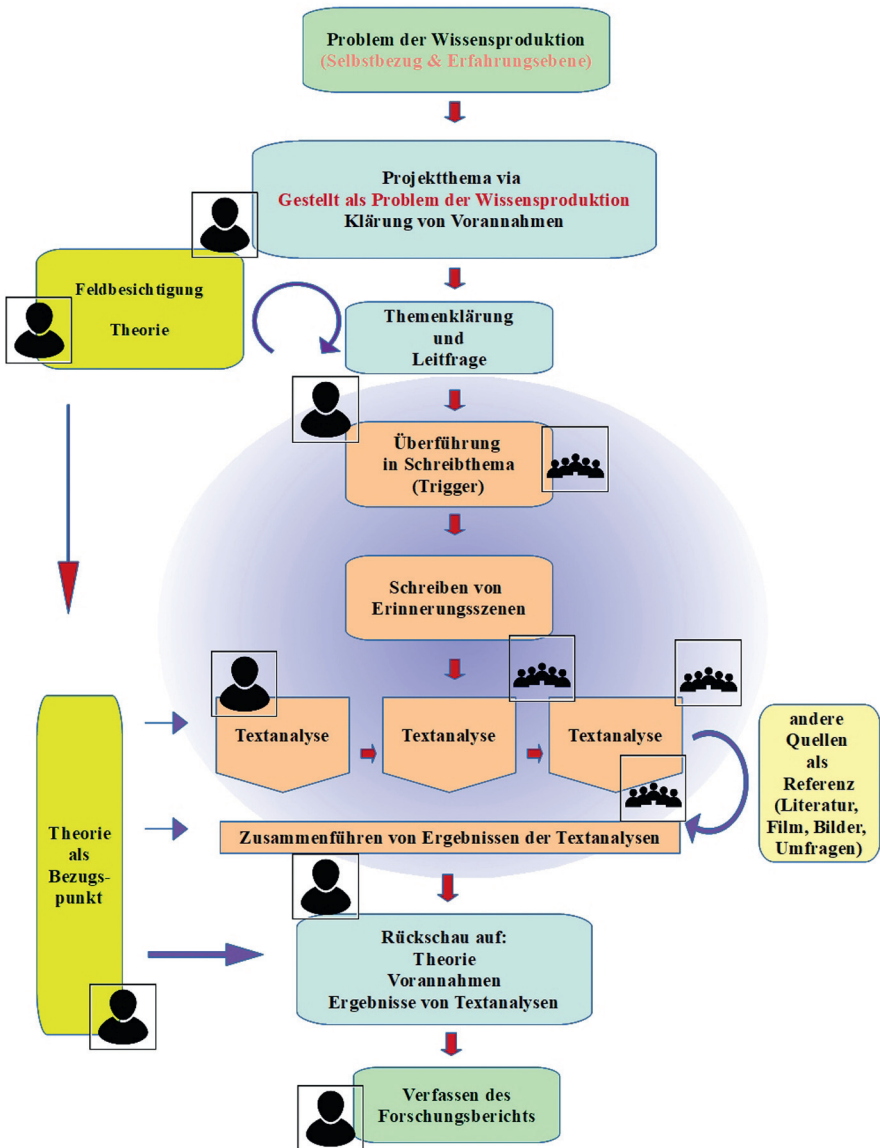 Problem der Wissensproduktion
(Selbstbezug & Erfahrungsebene)
Projektthema via
Gestellt als Problem der Wissensproduktion
Klärung von Vorannahmen
Feldbesichtigung
Theorie
Themenklärung
und
Leitfrage
Überführung
in Schreibthema
(Trigger)
Schreiben von
Erinnerungsszenen
Textanalyse
Textanalyse
Textanalyse
andere
Quellen
als
Referenz
(Literatur,
Film, Bilder,
Umfragen)
Zusammenführen von Ergebnissen der Textanalysen
Theorie
als
Bezugs-
punkt
Rückschau auf:
Theorie
Vorannahmen
Ergebnisse von Textanalysen
Verfassen des
Forschungsberichts